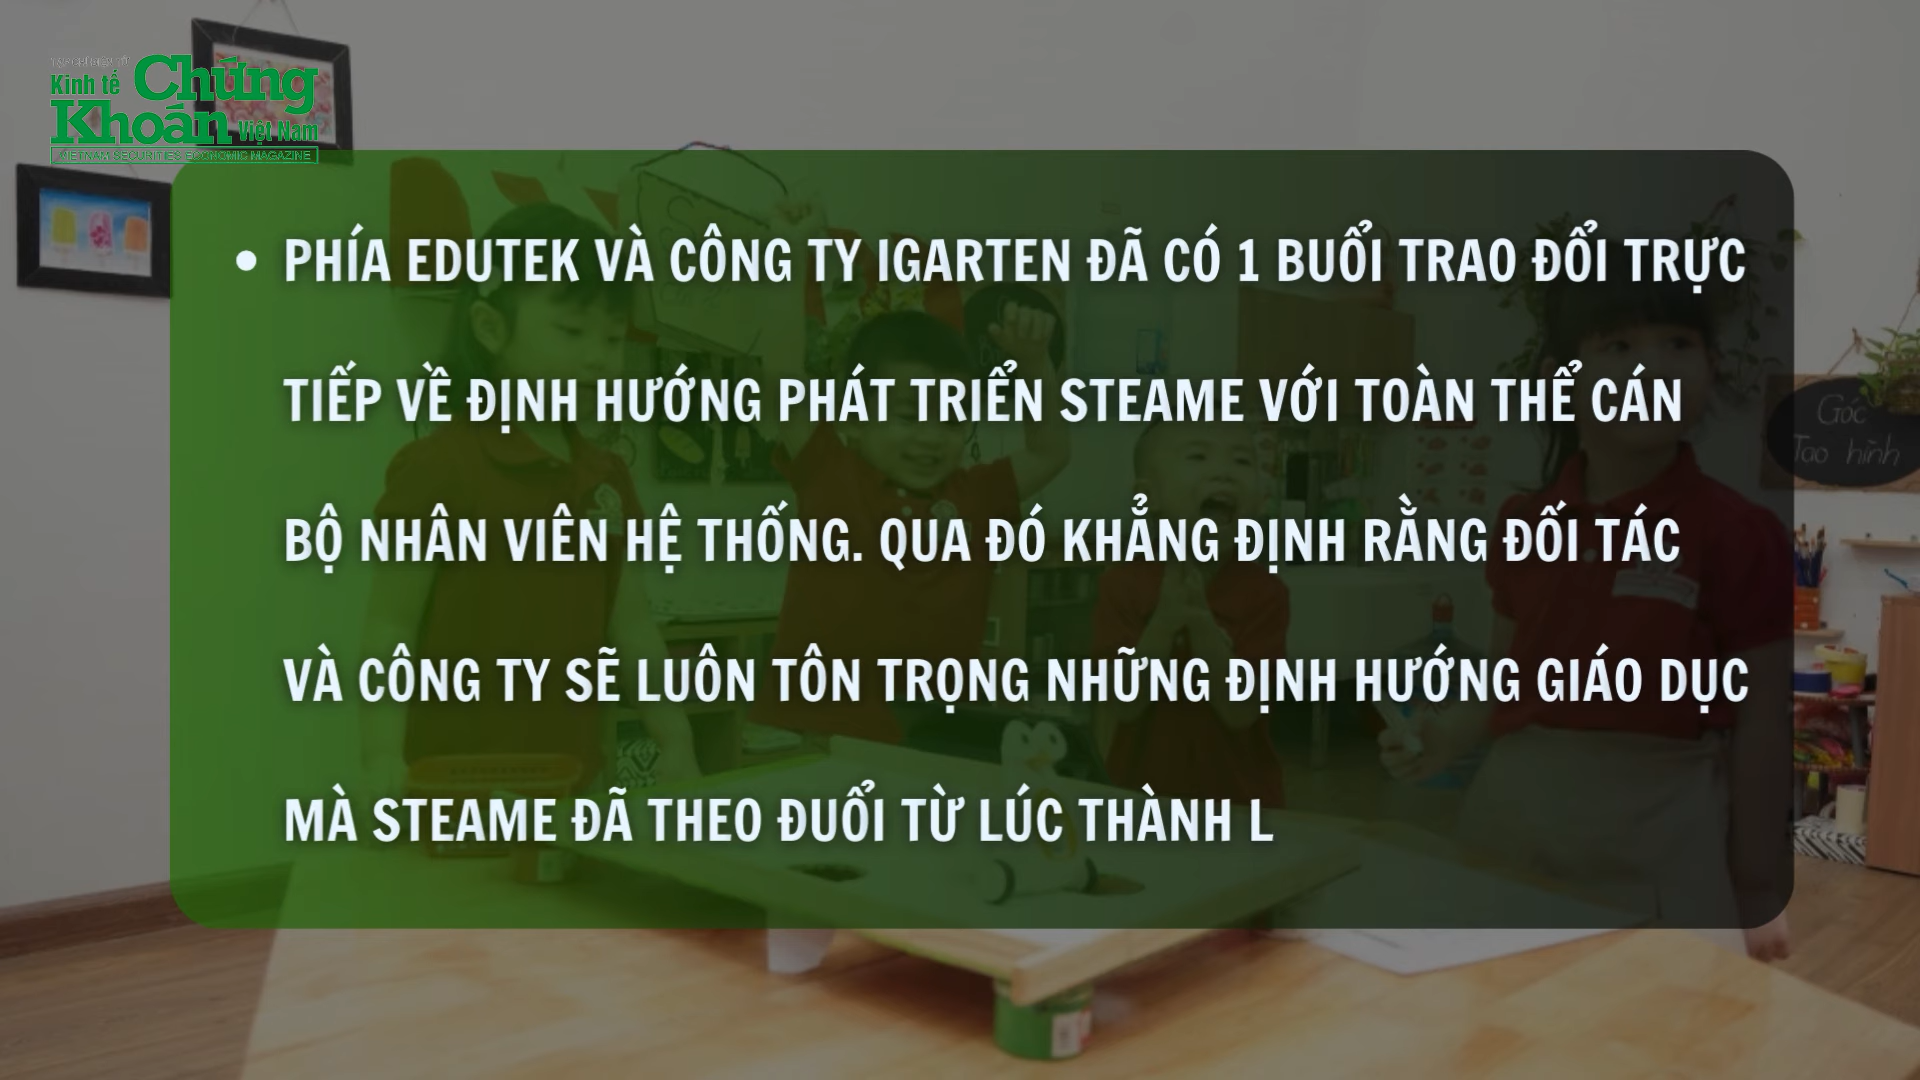 Kinh tế Chứng
Khoán Việt Nam
VIETNAM SECURITIES ECONOMIC MAGAZINE
• PHÍA EDUTEK VÀ CÔNG TY IGARTEN ĐÃ CÓ 1 BUỔI TRAO ĐỔI TRỰC
TIẾP VỀ ĐỊNH HƯỚNG PHÁT TRIỂN STEAME VỚI TOÀN THỂ CÁN
BỘ NHÂN VIÊN HỆ THỐNG. QUA ĐÓ KHẲNG ĐỊNH RẰNG ĐỐI TÁC
VÀ CÔNG TY SẼ LUÔN TÔN TRỌNG NHỮNG ĐỊNH HƯỚNG GIÁO DỤC
MÀ STEAME ĐÃ THEO ĐUỔI TỪ LÚC THÀNH L
Góc
Tạo hình